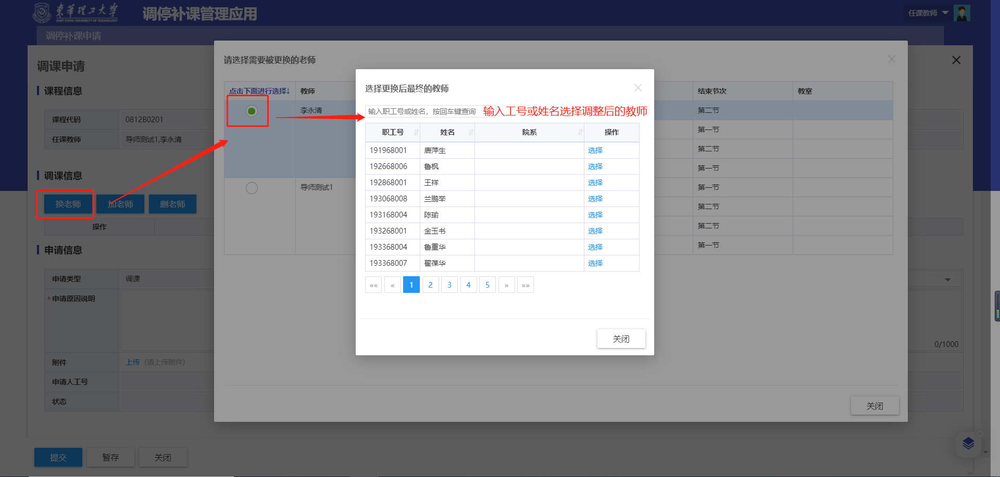 東華理工大学
EAST CHINA UNIVERSITY OF TECHNOLOGY
调停补课管理应用
任课教师
调停补课申请
调课申请
课程信息
课程代码 0812B0201
任课教师 导师测试1,李永清
调课信息
换老师 加老师 删老师
操作
申请信息
申请类型 调课
*申请原因说明
0/1000
附件 上传 (请上传附件)
申请人工号
状态
提交 暂存 关闭
请选择需要被更换的老师
点击下面进行选择↓ 教师 结束节次 教室
李永清 第二节
第一节
第二节
第一节
导师测试1 第一节
第二节
第二节
第一节
关闭
选择更换后最终的教师
输入职工号或姓名，按回车键查询 输入工号或姓名选择调整后的教师
职工号 姓名 院系 操作
191968001 唐萍生 选择
192668006 鲁枫 选择
192868001 王祥 选择
193068008 兰鹏举 选择
193168004 陈瑜 选择
193268001 金玉书 选择
193368004 鲁重华 选择
193368007 翟葆华 选择
«« « 1 2 3 4 5 » »»
关闭